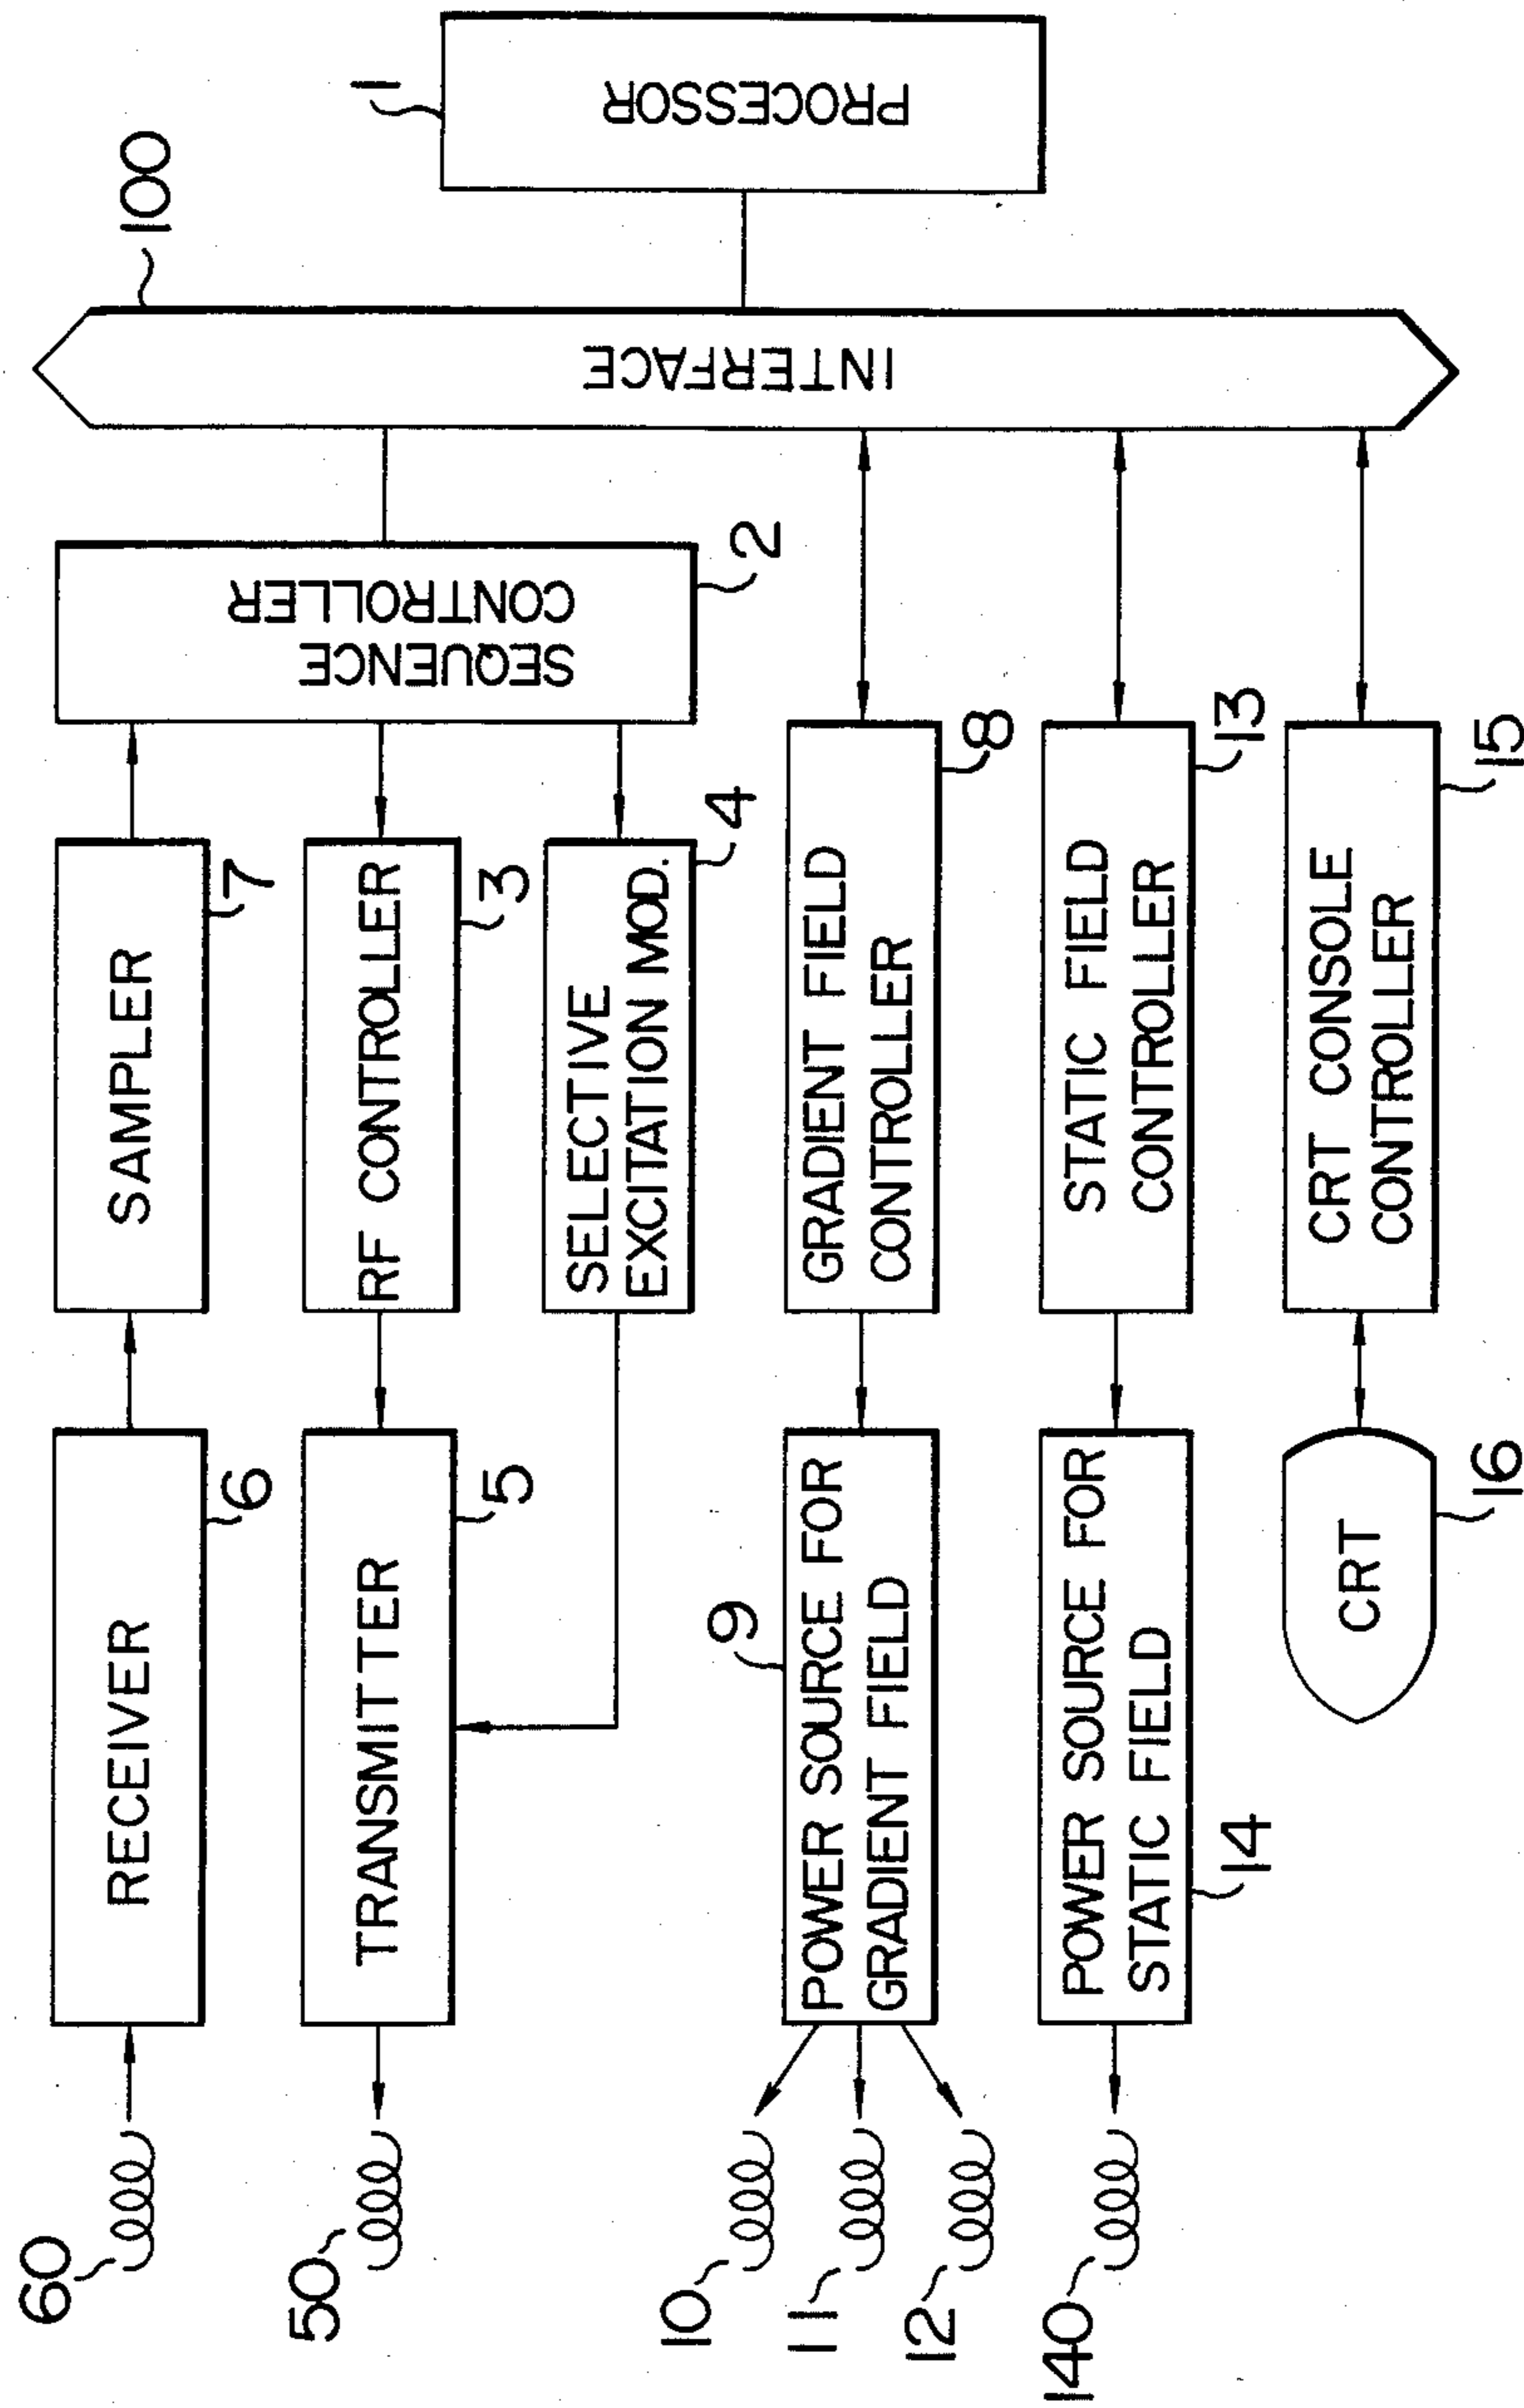 60
RECEIVER
6
SAMPLER
7
50
TRANSMITTER
5
RF CONTROLLER
3
SELECTIVE
EXCITATION MOD.
4
SEQUENCE
CONTROLLER
2
INTERFACE
100
PROCESSOR
1
10
11
12
POWER SOURCE FOR
GRADIENT FIELD
9
GRADIENT FIELD
CONTROLLER
8
140
POWER SOURCE FOR
STATIC FIELD
14
STATIC FIELD
CONTROLLER
13
CRT
16
CRT CONSOLE
CONTROLLER
15